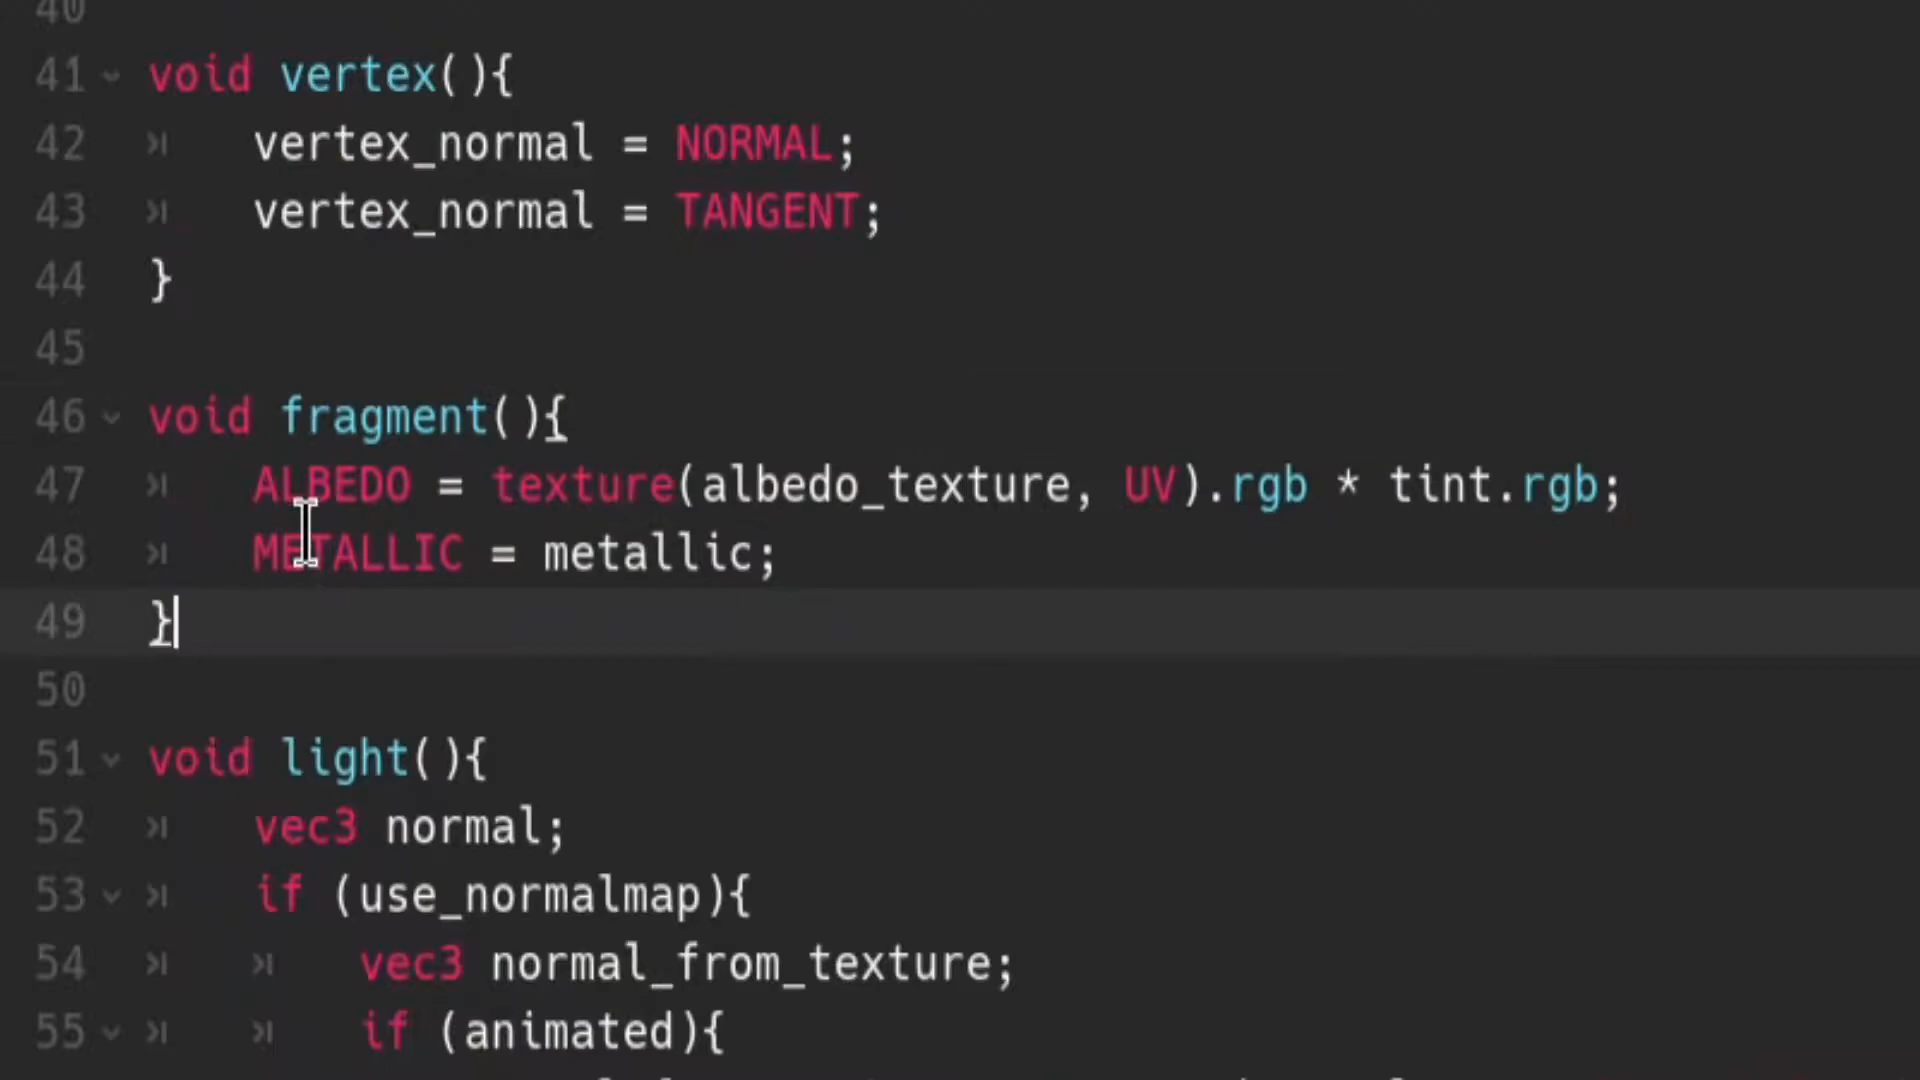 40
41 void vertex(){
42 vertex_normal = NORMAL;
43 vertex_normal = TANGENT;
44 }
45
46 void fragment(){
47 ALBEDO = texture(albedo_texture, UV).rgb * tint.rgb;
48 METALLIC = metallic;
49 }
50
51 void light(){
52 vec3 normal;
53 if (use_normalmap){
54 vec3 normal_from_texture;
55 if (animated){